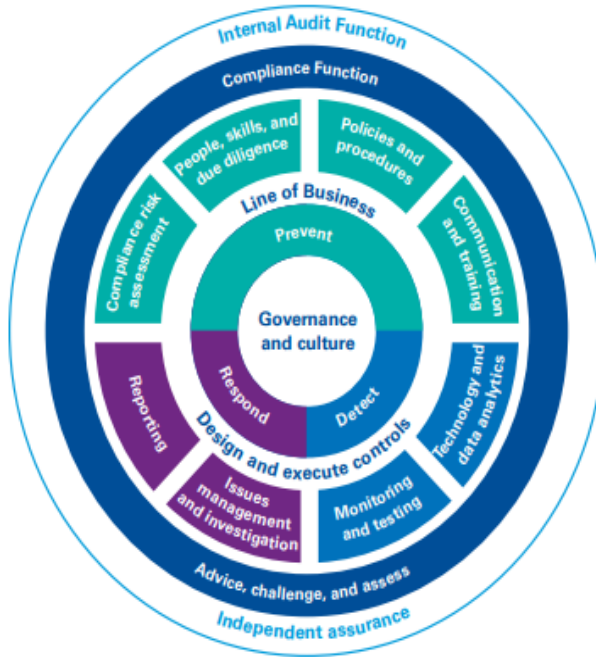 Internal Audit Function
Compliance Function
People, skills, and
due diligence
Policies and
procedures
Compliance risk
assessment
Line of Business
Communication
and training
Prevent
Governance
and culture
Respond
Detect
Reporting
Design and execute controls
Technology and
data analytics
Issues
management
and investigation
Monitoring
and testing
Advice, challenge, and assess
Independent assurance